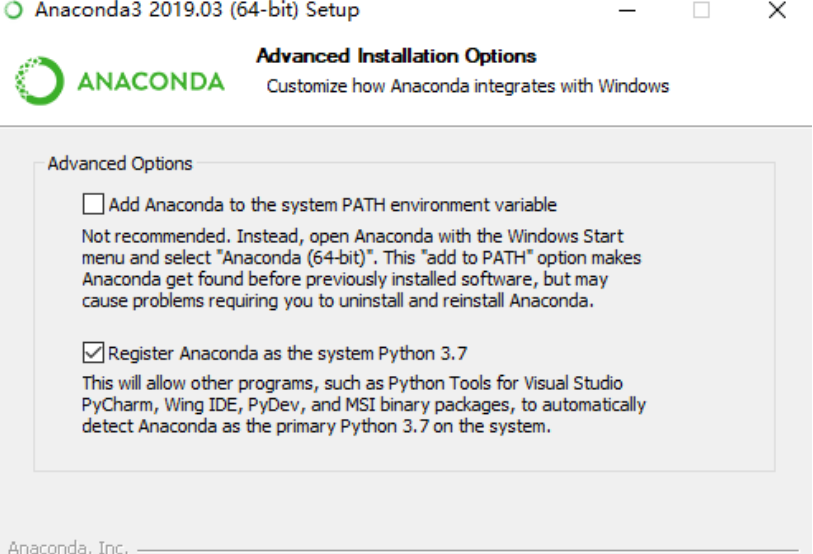 Anaconda3 2019.03 (64-bit) Setup
Advanced Installation Options
ANACONDA
Customize how Anaconda integrates with Windows
Advanced Options
Add Anaconda to the system PATH environment variable
Not recommended. Instead, open Anaconda with the Windows Start
menu and select "Anaconda (64-bit)". This "add to PATH" option makes
Anaconda get found before previously installed software, but may
cause problems requiring you to uninstall and reinstall Anaconda.
Register Anaconda as the system Python 3.7
This will allow other programs, such as Python Tools for Visual Studio
PyCharm, Wing IDE, PyDev, and MSI binary packages, to automatically
detect Anaconda as the primary Python 3.7 on the system.
Anaconda, Inc.